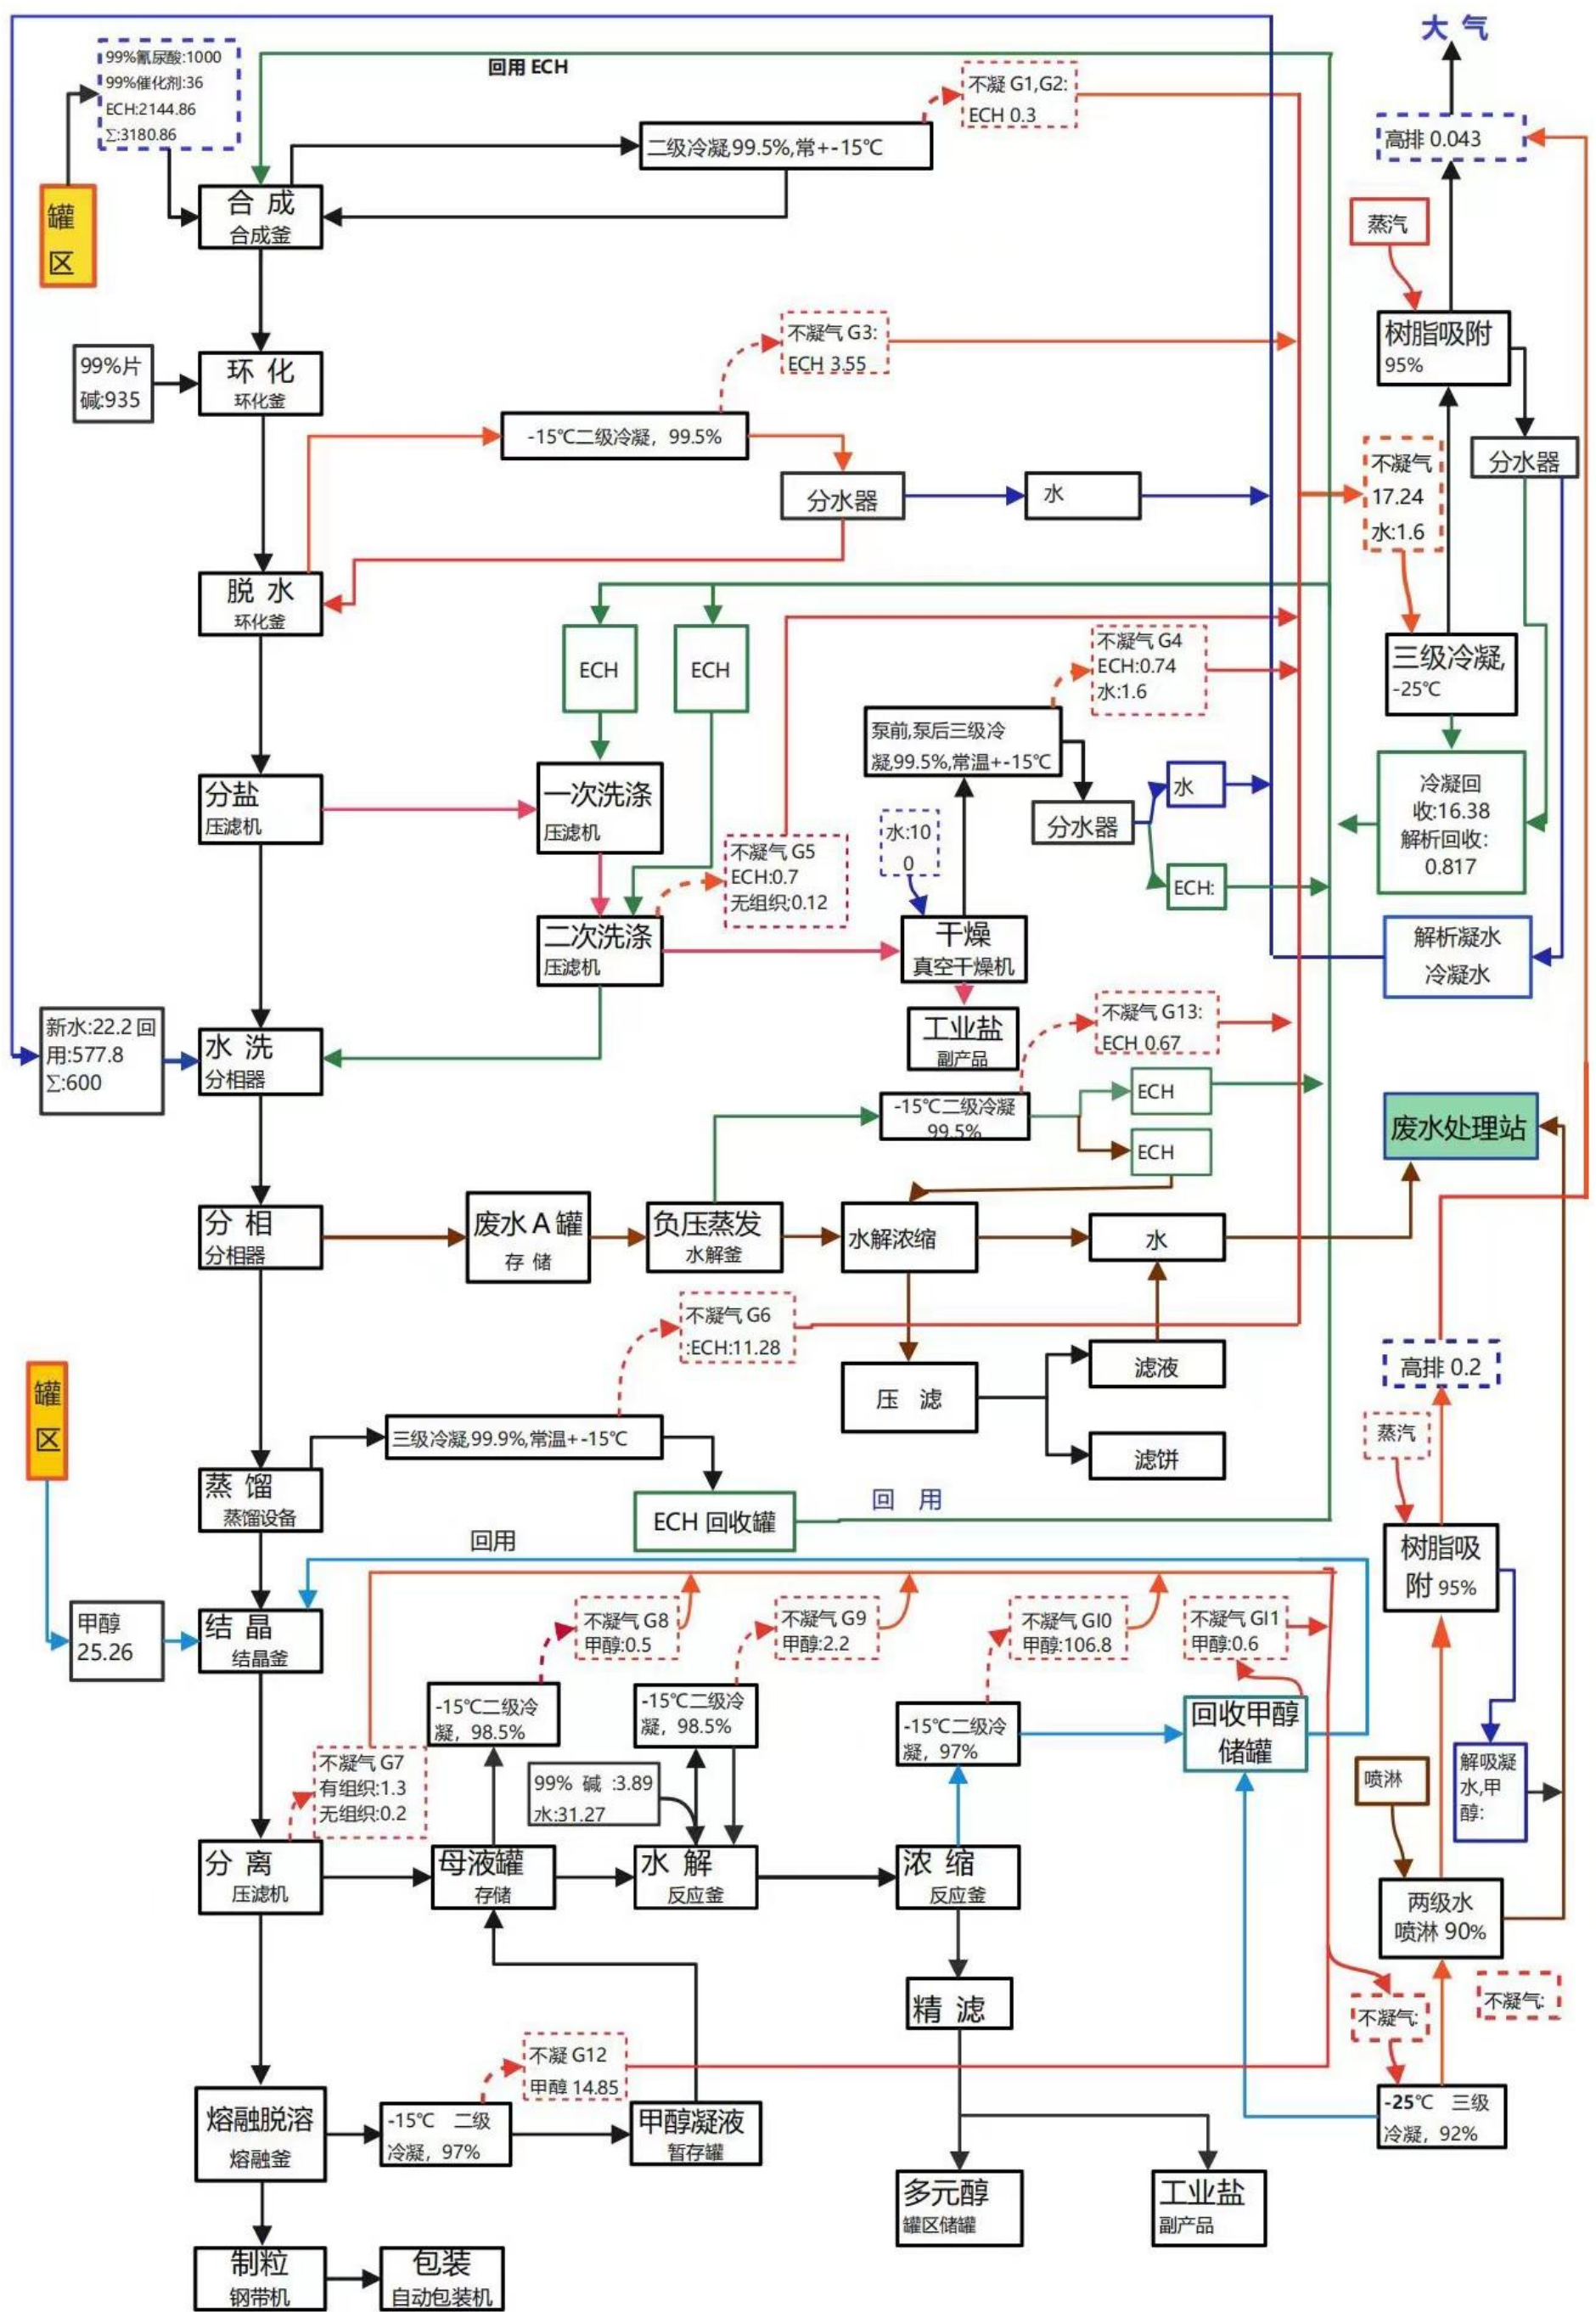 大 气
99%氰尿酸:1000
99%催化剂:36
ECH:2144.86
∑:3180.86
回用 ECH
不凝 G1,G2:
ECH 0.3
高排 0.043
二级冷凝,99.5%,常+-15℃
罐
区
合 成
合成釜
蒸汽
不凝气 G3:
ECH 3.55
树脂吸附
95%
99%片
碱:935
环 化
环化釜
-15℃二级冷凝，99.5%
分水器
水
不凝气
17.24
水:1.6
分水器
脱 水
环化釜
ECH
ECH
不凝气 G4
ECH:0.74
水:1.6
三级冷凝,
-25℃
泵前,泵后三级冷
凝,99.5%,常温+-15℃
分盐
压滤机
一次洗涤
压滤机
水
分水器
冷凝回
收:16.38
解析回收:
0.817
水:10
0
不凝气 G5
ECH:0.7
无组织:0.12
ECH:
二次洗涤
压滤机
干燥
真空干燥机
解析凝水
冷凝水
新水:22.2 回
用:577.8
∑:600
水 洗
分相器
工业盐
副产品
不凝气 G13:
ECH 0.67
-15℃二级冷凝
99.5%
ECH
ECH
废水处理站
分 相
分相器
废水 A 罐
存 储
负压蒸发
水解釜
水解浓缩
水
不凝气 G6
:ECH:11.28
滤液
高排 0.2
罐
区
压 滤
三级冷凝,99.9%,常温+-15℃
滤饼
蒸汽
蒸 馏
蒸馏设备
ECH 回收罐
回 用
回用
树脂吸
附 95%
甲醇
25.26
结 晶
结晶釜
不凝气 G8
甲醇:0.5
不凝气 G9
甲醇:2.2
不凝气 GI0
甲醇:106.8
不凝气 GI1
甲醇:0.6
-15℃二级冷
凝，98.5%
-15℃二级冷
凝，98.5%
-15℃二级冷
凝，97%
回收甲醇
储罐
不凝气 G7
有组织:1.3
无组织:0.2
99% 碱 :3.89
水:31.27
喷淋
解吸凝
水,甲
醇:
分 离
压滤机
母液罐
存储
水 解
反应釜
浓 缩
反应釜
两级水
喷淋 90%
精 滤
不凝气:
不凝气:
不凝 G12
甲醇 14.85
熔融脱溶
熔融釜
-15℃ 二级
冷凝，97%
甲醇凝液
暂存罐
-25℃ 三级
冷凝，92%
多元醇
罐区储罐
工业盐
副产品
制粒
钢带机
包装
自动包装机